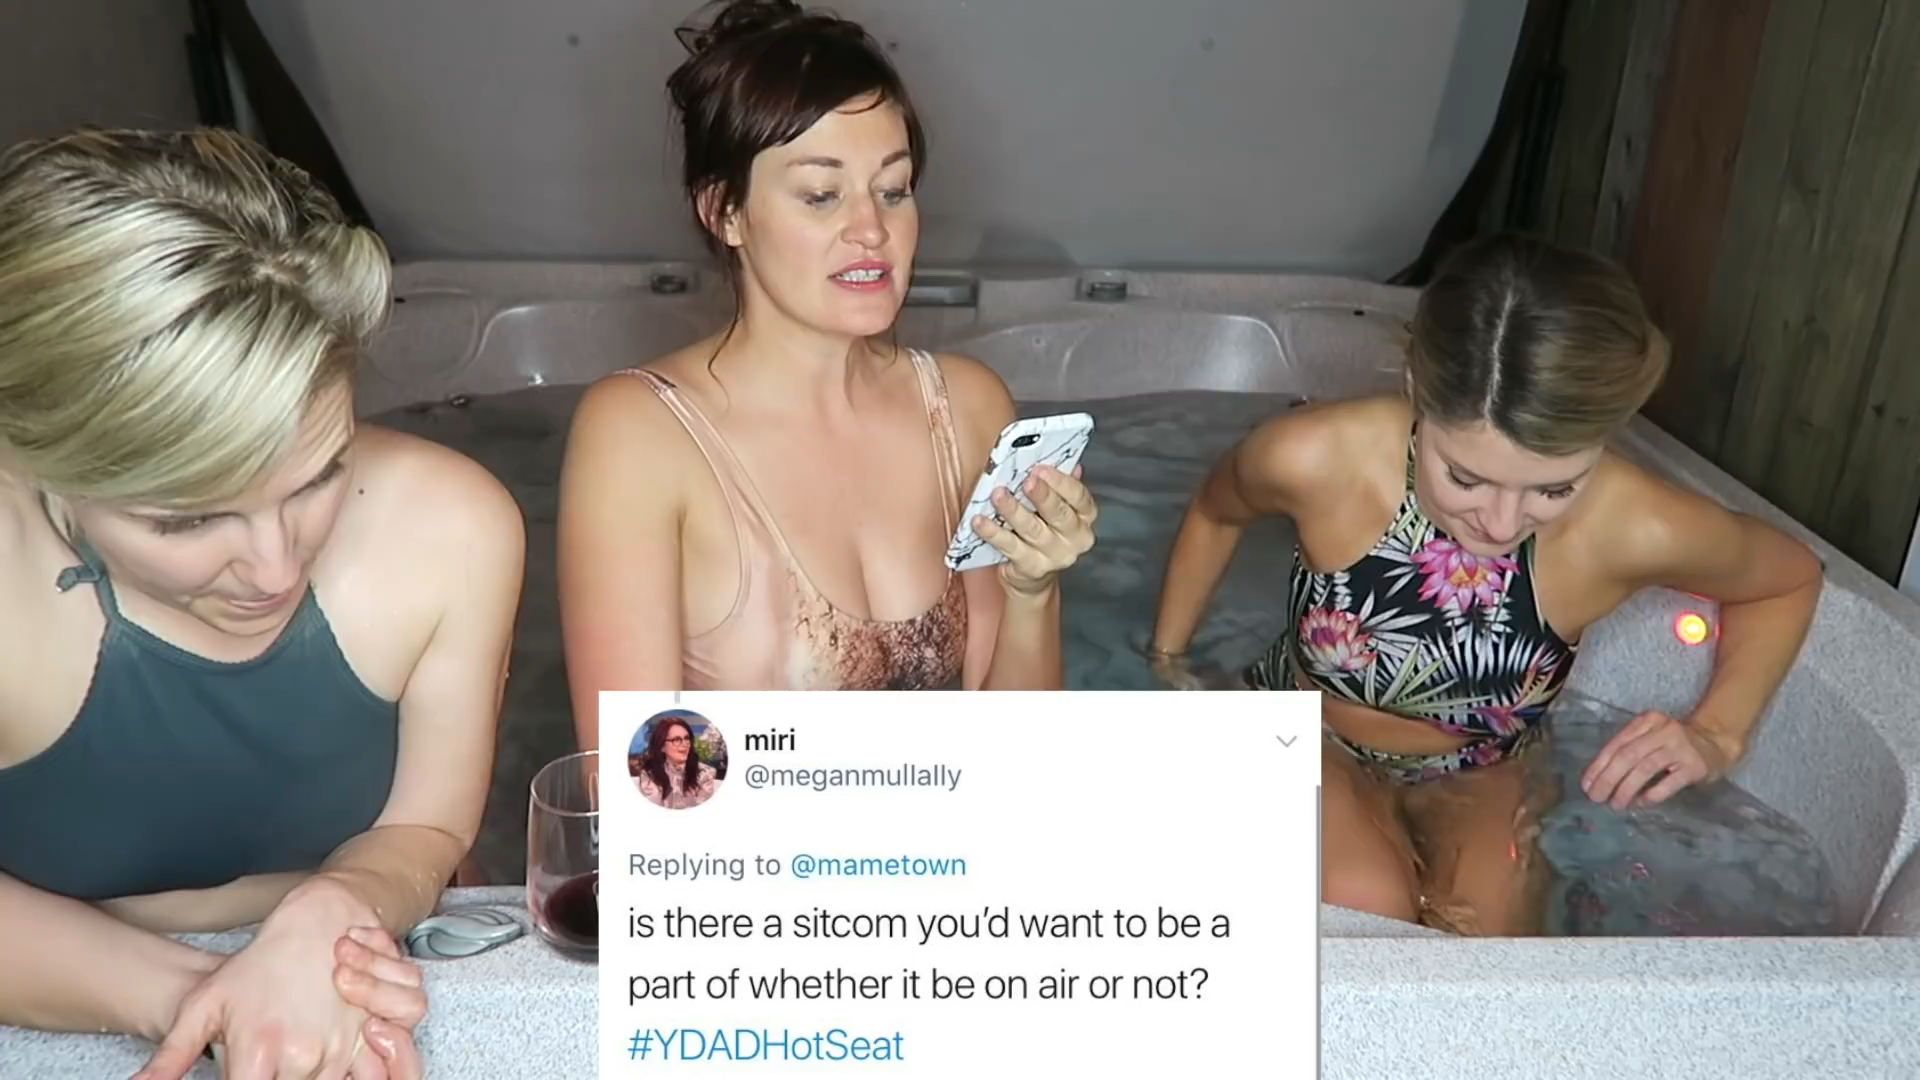 miri
@meganmullally
Replying to @mametown
is there a sitcom you'd want to be a
part of whether it be on air or not?
#YDADHotSeat